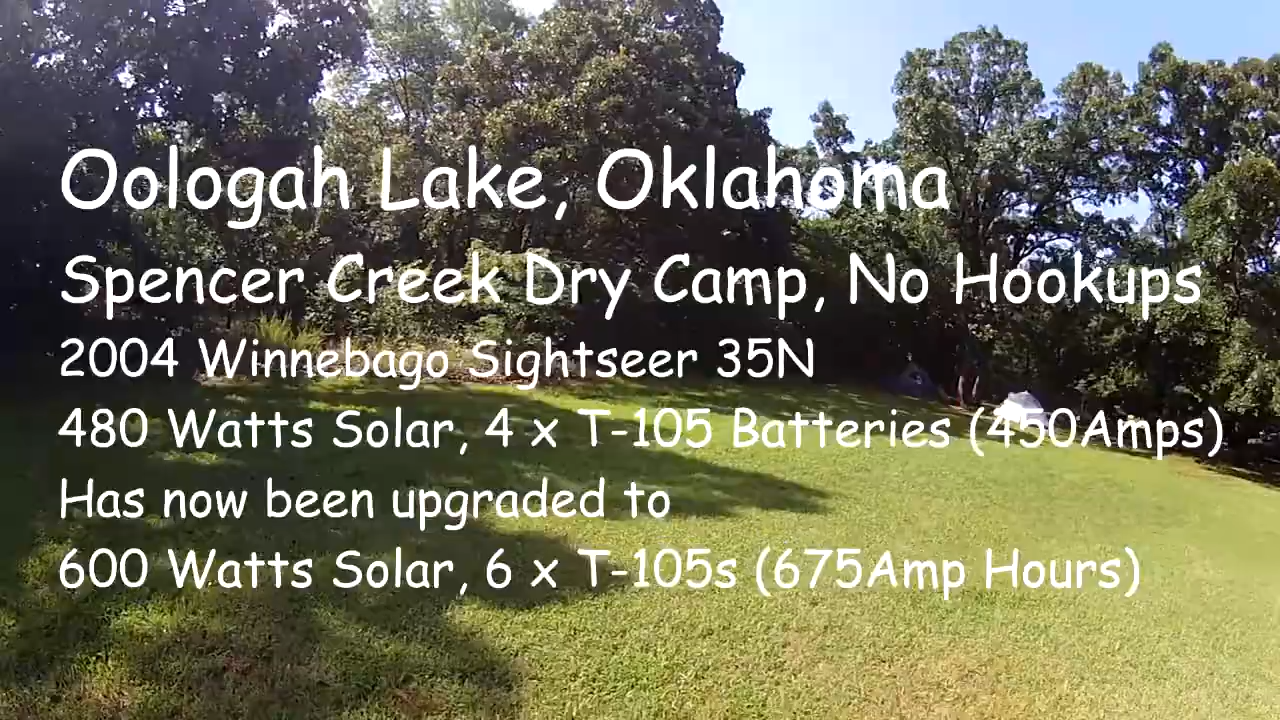 Oologah Lake, Oklahoma
Spencer Creek Dry Camp, No Hookups
2004 Winnebago Sightseer 35N
480 Watts Solar, 4 x T-105 Batteries (450Amps)
Has now been upgraded to
600 Watts Solar, 6 x T-105s (675Amp Hours)